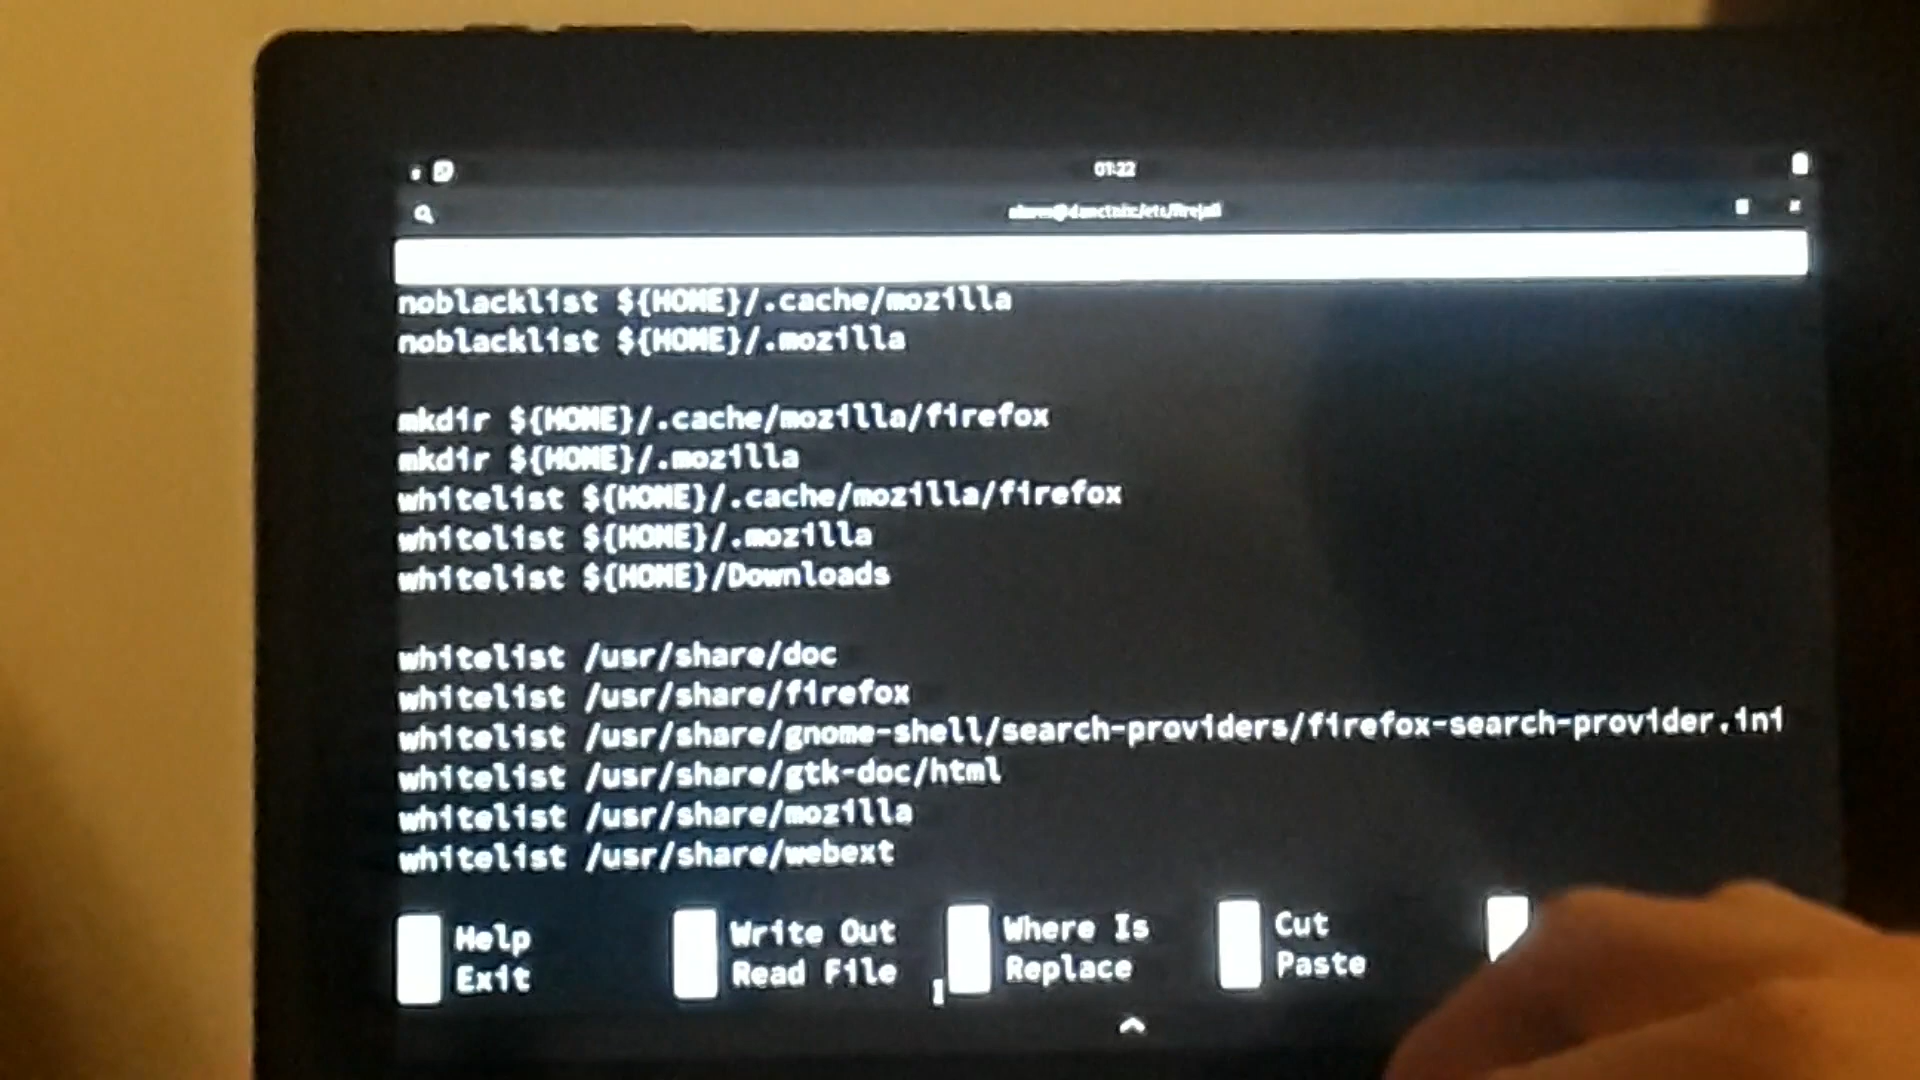 01:22
noblacklist ${HOME}/.cache/mozilla
noblacklist ${HOME}/.mozilla
mkdir ${HOME}/.cache/mozilla/firefox
mkdir ${HOME}/.mozilla
whitelist ${HOME}/.cache/mozilla/firefox
whitelist ${HOME}/.mozilla
whitelist ${HOME}/Downloads
whitelist /usr/share/doc
whitelist /usr/share/firefox
whitelist /usr/share/gnome-shell/search-providers/firefox-search-provider.ini
whitelist /usr/share/gtk-doc/html
whitelist /usr/share/mozilla
whitelist /usr/share/webext
Help Write Out Where Is Cut
Exit Read File Replace Paste